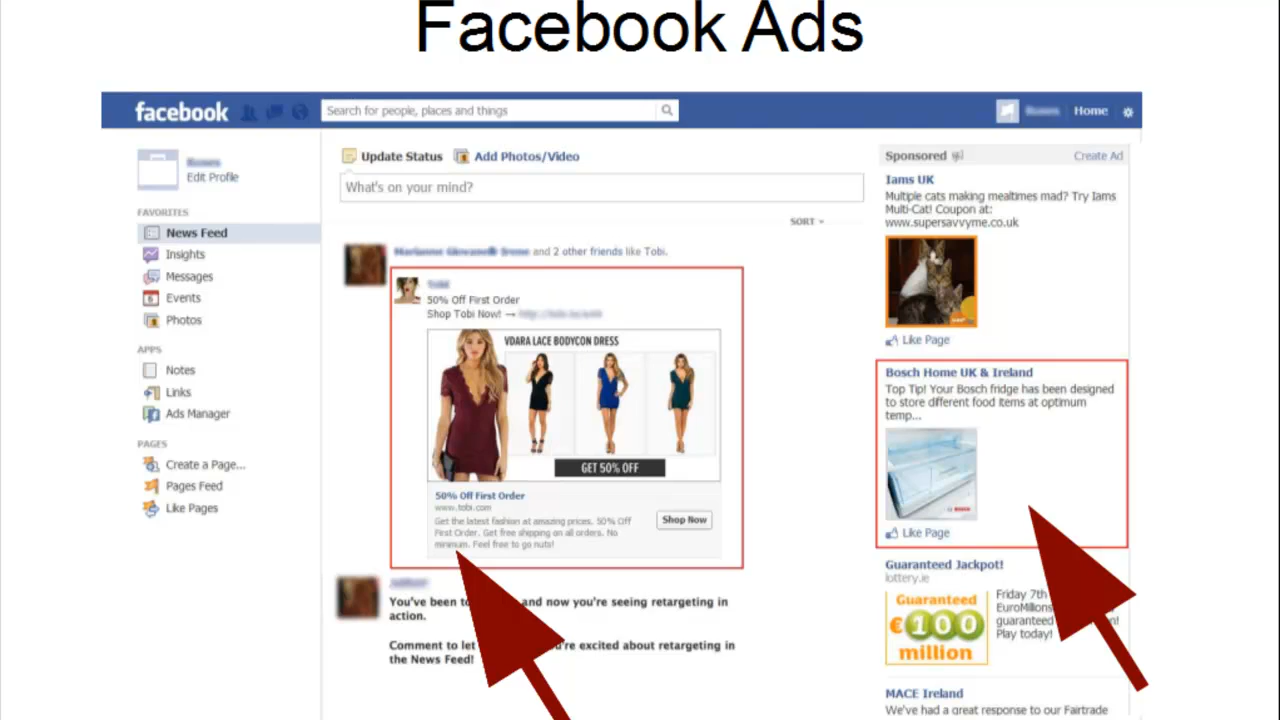 Facebook Ads
facebook
Search for people, places and things
Home
Edit Profile
FAVORITES
News Feed
Insights
Messages
Events
Photos
APPS
Notes
Links
Ads Manager
PAGES
Create a Page...
Pages Feed
Like Pages
Update Status
Add Photos/Video
What's on your mind?
SORT
and 2 other friends like Tobi.
50% Off First Order
Shop Tobi Now! →
VDARA LACE BODYCON DRESS
GET 50% OFF
50% Off First Order
www.tobi.com
Get the latest fashion at amazing prices. 50% Off
First Order. Get free shipping on all orders. No
minimum. Feel free to go nuts!
Shop Now
You've been to and now you're seeing retargeting in
action.
Comment to let you're excited about retargeting in
the News Feed!
Sponsored
Create Ad
Iams UK
Multiple cats making mealtimes mad? Try Iams
Multi-Cat! Coupon at:
www.supersavvyme.co.uk
Like Page
Bosch Home UK & Ireland
Top Tip! Your Bosch fridge has been designed
to store different food items at optimum
temp...
BOSCH
Like Page
Guaranteed Jackpot!
lottery.ie
Guaranteed
€100
million
Friday 7th
EuroMillions
guaranteed
Play today!
MACE Ireland
We've had a great response to our Fairtrade